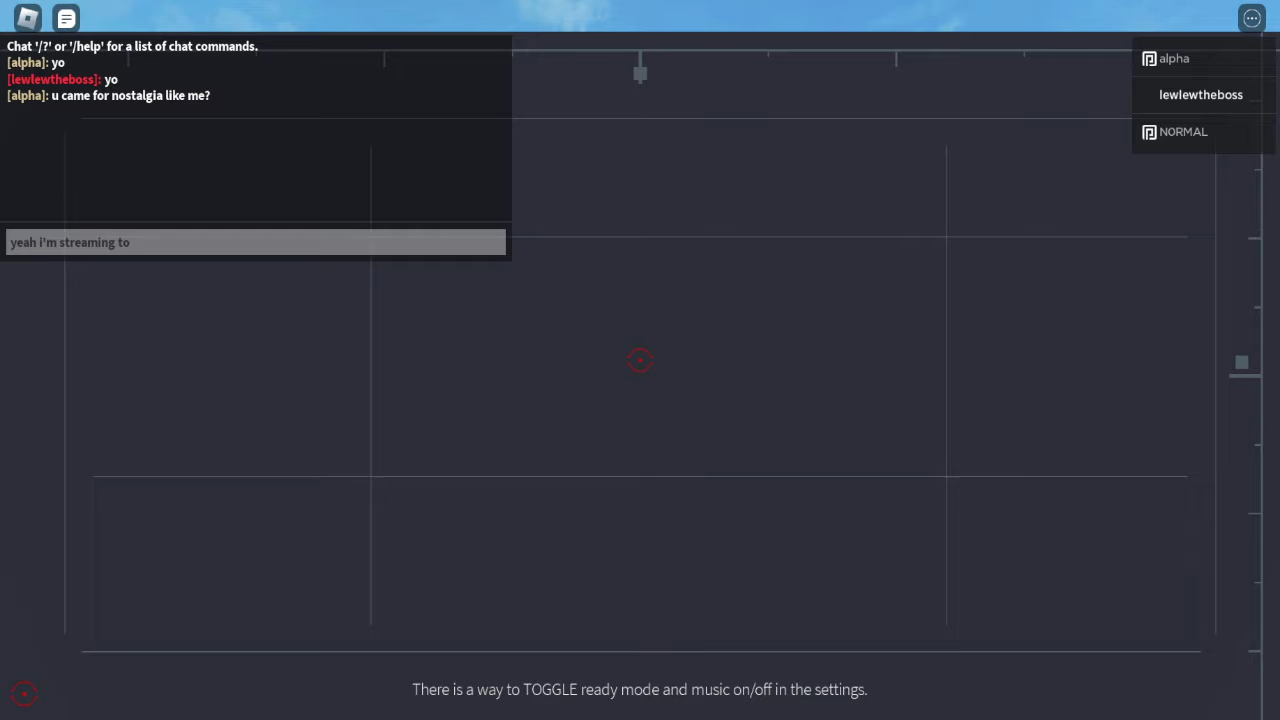 Chat '/?' or '/help' for a list of chat commands.
[alpha]: yo
[lewlewtheboss]: yo
[alpha]: u came for nostalgia like me?
yeah i'm streaming to
alpha
lewlewtheboss
N0RMAL
There is a way to TOGGLE ready mode and music on/off in the settings.